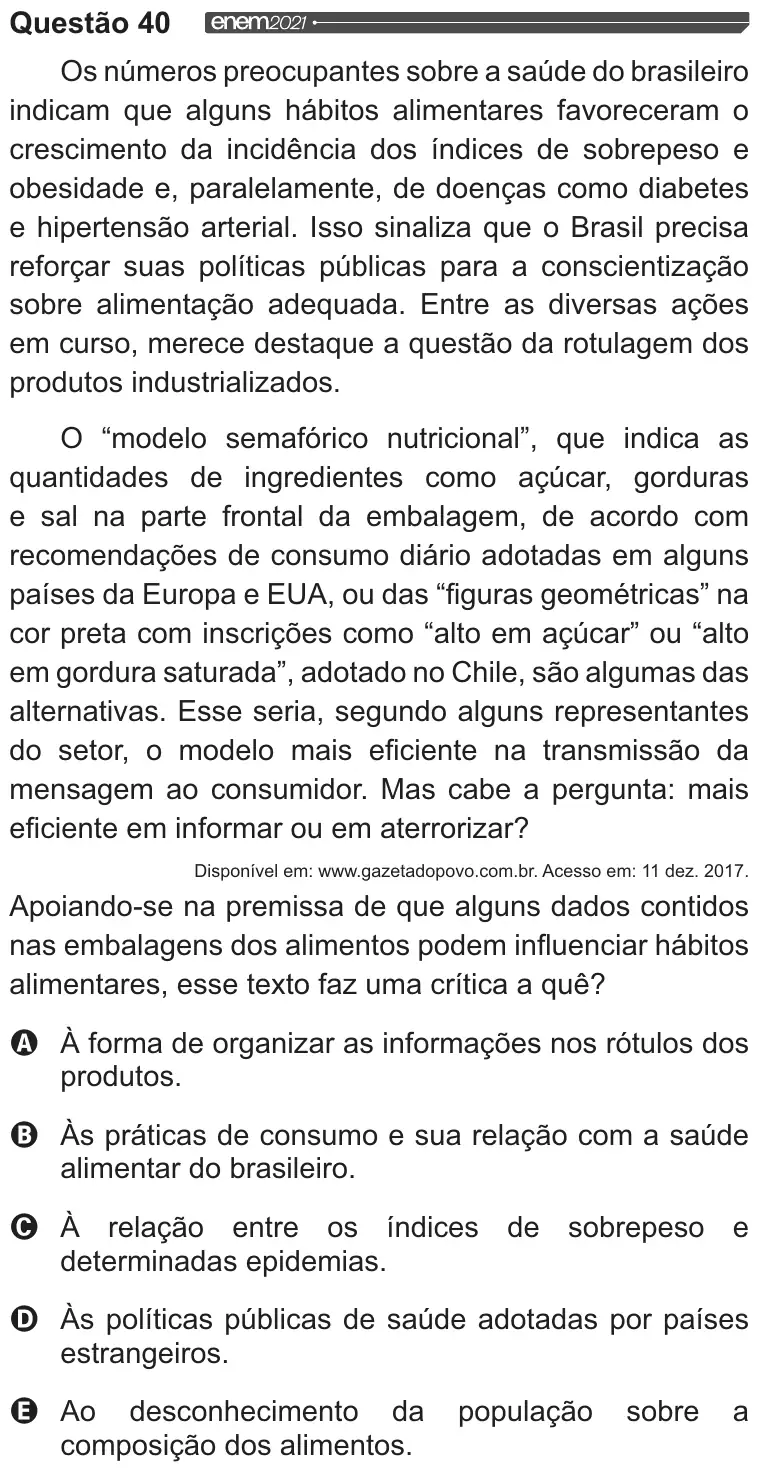 Questão 40 enem2021
Os números preocupantes sobre a saúde do brasileiro
indicam que alguns hábitos alimentares favoreceram o
crescimento da incidência dos índices de sobrepeso e
obesidade e, paralelamente, de doenças como diabetes
e hipertensão arterial. Isso sinaliza que o Brasil precisa
reforçar suas políticas públicas para a conscientização
sobre alimentação adequada. Entre as diversas ações
em curso, merece destaque a questão da rotulagem dos
produtos industrializados.
O “modelo semafórico nutricional”, que indica as
quantidades de ingredientes como açúcar, gorduras
e sal na parte frontal da embalagem, de acordo com
recomendações de consumo diário adotadas em alguns
países da Europa e EUA, ou das “figuras geométricas” na
cor preta com inscrições como “alto em açúcar” ou “alto
em gordura saturada”, adotado no Chile, são algumas das
alternativas. Esse seria, segundo alguns representantes
do setor, o modelo mais eficiente na transmissão da
mensagem ao consumidor. Mas cabe a pergunta: mais
eficiente em informar ou em aterrorizar?
Disponível em: www.gazetadopovo.com.br. Acesso em: 11 dez. 2017.
Apoiando-se na premissa de que alguns dados contidos
nas embalagens dos alimentos podem influenciar hábitos
alimentares, esse texto faz uma crítica a quê?
A À forma de organizar as informações nos rótulos dos
produtos.
B Às práticas de consumo e sua relação com a saúde
alimentar do brasileiro.
C À relação entre os índices de sobrepeso e
determinadas epidemias.
D Às políticas públicas de saúde adotadas por países
estrangeiros.
E Ao desconhecimento da população sobre a
composição dos alimentos.